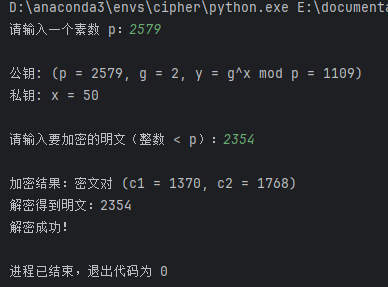 D:\anaconda3\envs\cipher\python.exe E:\documenta
请输入一个素数 p：2579
公钥: (p = 2579, g = 2, y = g^x mod p = 1109)
私钥: x = 50
请输入要加密的明文（整数 < p）：2354
加密结果：密文对 (c1 = 1370, c2 = 1768)
解密得到明文：2354
解密成功！
进程已结束，退出代码为 0